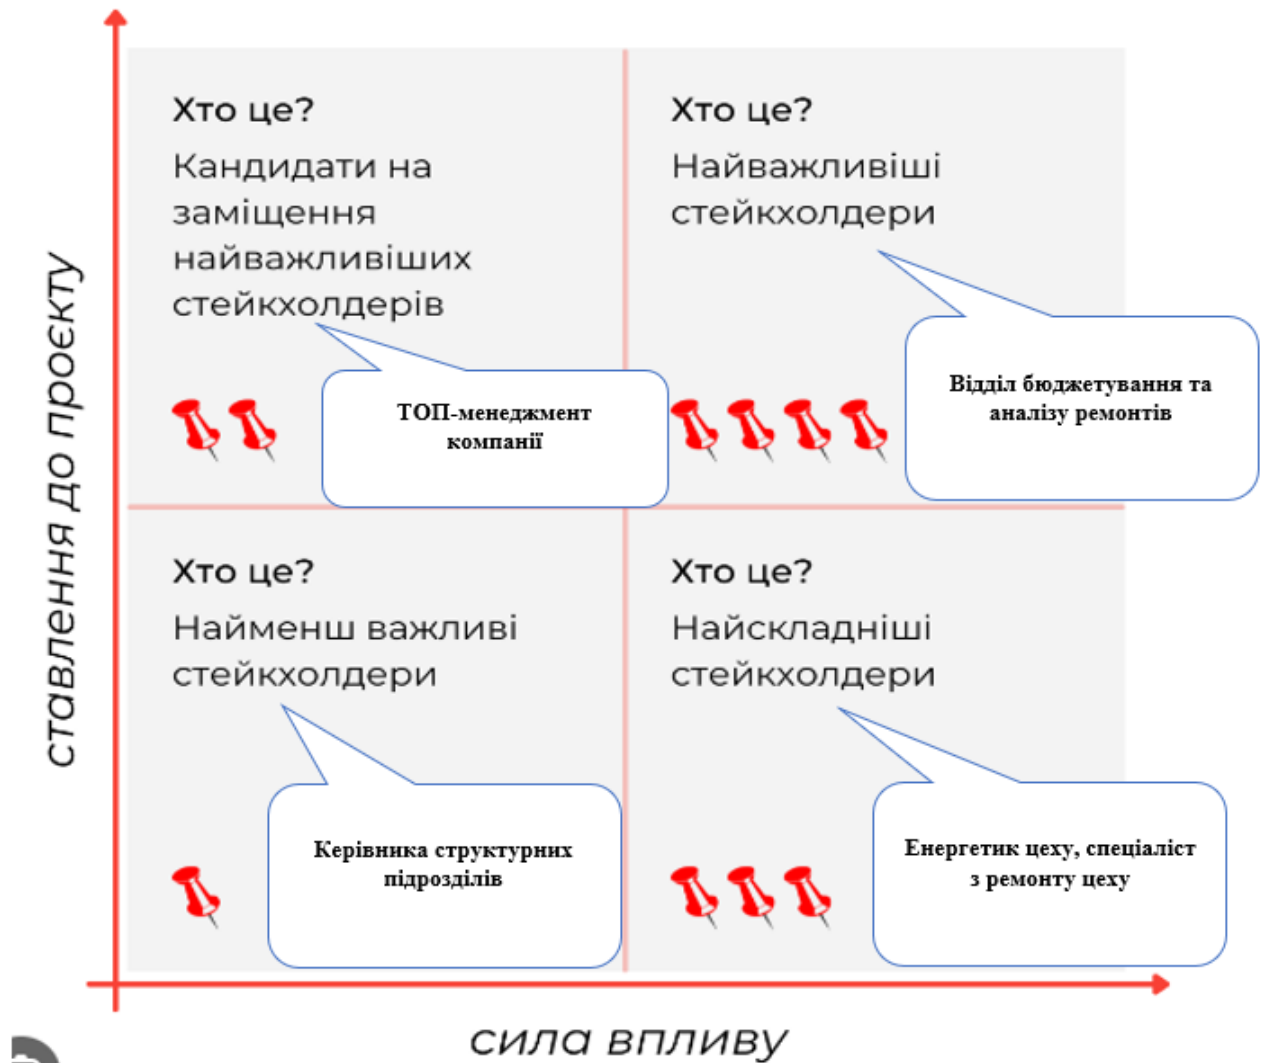 Хто це?
Кандидати на
заміщення
найважливіших
стейкхолдерів
ТОП-менеджмент
компанії
Хто це?
Найважливіші
стейкхолдери
Відділ бюджетування та
аналізу ремонтів
ставлення до проєкту
Хто це?
Найменш важливі
стейкхолдери
Керівника структурних
підрозділів
Хто це?
Найскладніші
стейкхолдери
Енергетик цеху, спеціаліст
з ремонту цеху
сила впливу